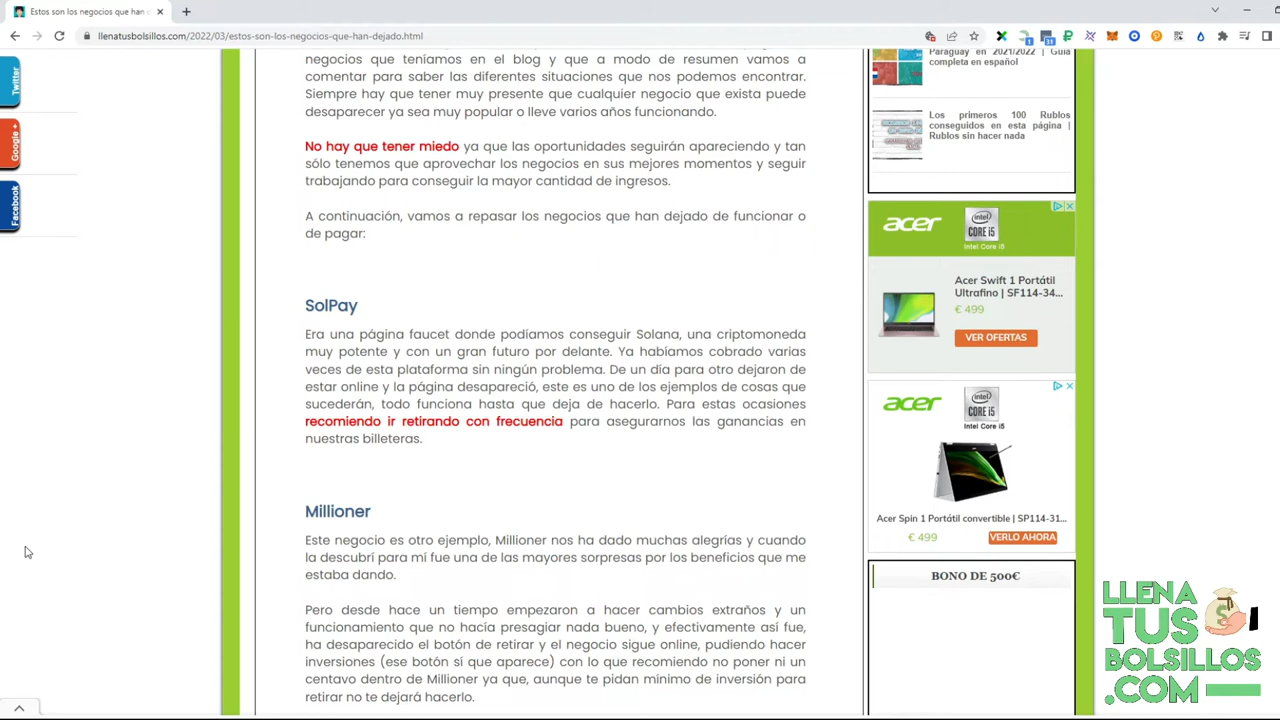 Estos son los negocios que han e
llenatusbolsillos.com/2022/03/estos-son-los-negocios-que-han-dejado.html
Twitter
Google +
Facebook
negocios que teníamos en el blog y que a modo de resumen vamos a
comentar para saber las diferentes situaciones que nos podemos encontrar.
Siempre hay que tener muy presente que cualquier negocio que exista puede
desaparecer ya sea muy popular o lleve varios años funcionando.
No hay que tener miedo ya que las oportunidades seguirán apareciendo y tan
sólo tenemos que aprovechar los negocios en sus mejores momentos y seguir
trabajando para conseguir la mayor cantidad de ingresos.
A continuación, vamos a repasar los negocios que han dejado de funcionar o
de pagar:
SolPay
Era una página faucet donde podíamos conseguir Solana, una criptomoneda
muy potente y con un gran futuro por delante. Ya habíamos cobrado varias
veces de esta plataforma sin ningún problema. De un día para otro dejaron de
estar online y la página desapareció, este es uno de los ejemplos de cosas que
sucederán, todo funciona hasta que deja de hacerlo. Para estas ocasiones
recomiendo ir retirando con frecuencia para asegurarnos las ganancias en
nuestras billeteras.
Millioner
Este negocio es otro ejemplo, Millioner nos ha dado muchas alegrías y cuando
la descubrí para mí fue una de las mayores sorpresas por los beneficios que me
estaba dando.
Pero desde hace un tiempo empezaron a hacer cambios extraños y un
funcionamiento que no hacía presagiar nada bueno, y efectivamente así fue,
ha desaparecido el botón de retirar y el negocio sigue online, pudiendo hacer
inversiones (ese botón sí que aparece) con lo que recomiendo no poner ni un
centavo dentro de Millioner ya que, aunque te pidan mínimo de inversión para
retirar no te dejará hacerlo.
Paraguay en 2021/2022 | Guía
completa en español
Los primeros 100 Rublos
conseguidos en esta página |
Rublos sin hacer nada
acer
intel
CORE i5
Intel Core i5
Acer Swift 1 Portátil
Ultrafino | SF114-34...
€ 499
VER OFERTAS
acer
intel
CORE i5
Intel Core i5
Acer Spin 1 Portátil convertible | SP114-31...
€ 499
VERLO AHORA
BONO DE 500€
LLENA
TUS
BOLSILLOS
.COM